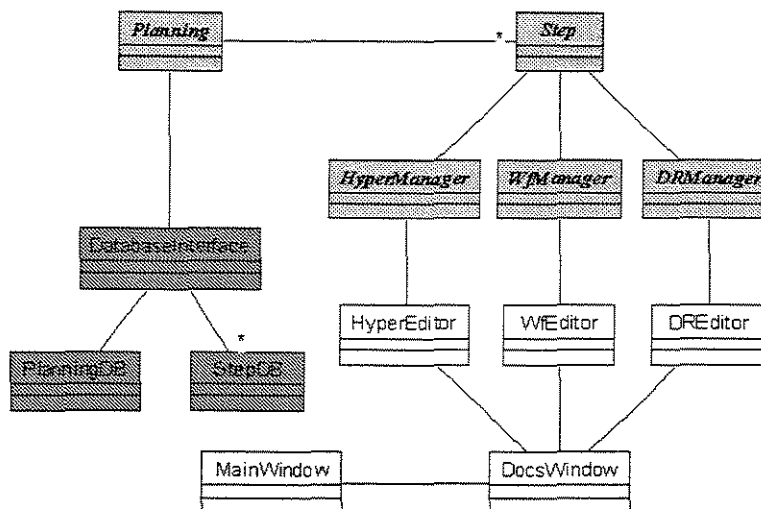 Planning
Step
*
HyperManager
WfManager
DRManager
DatabaseInterface
HyperEditor
WfEditor
DREditor
*
PlanningDB
StepDB
MainWindow
DocsWindow